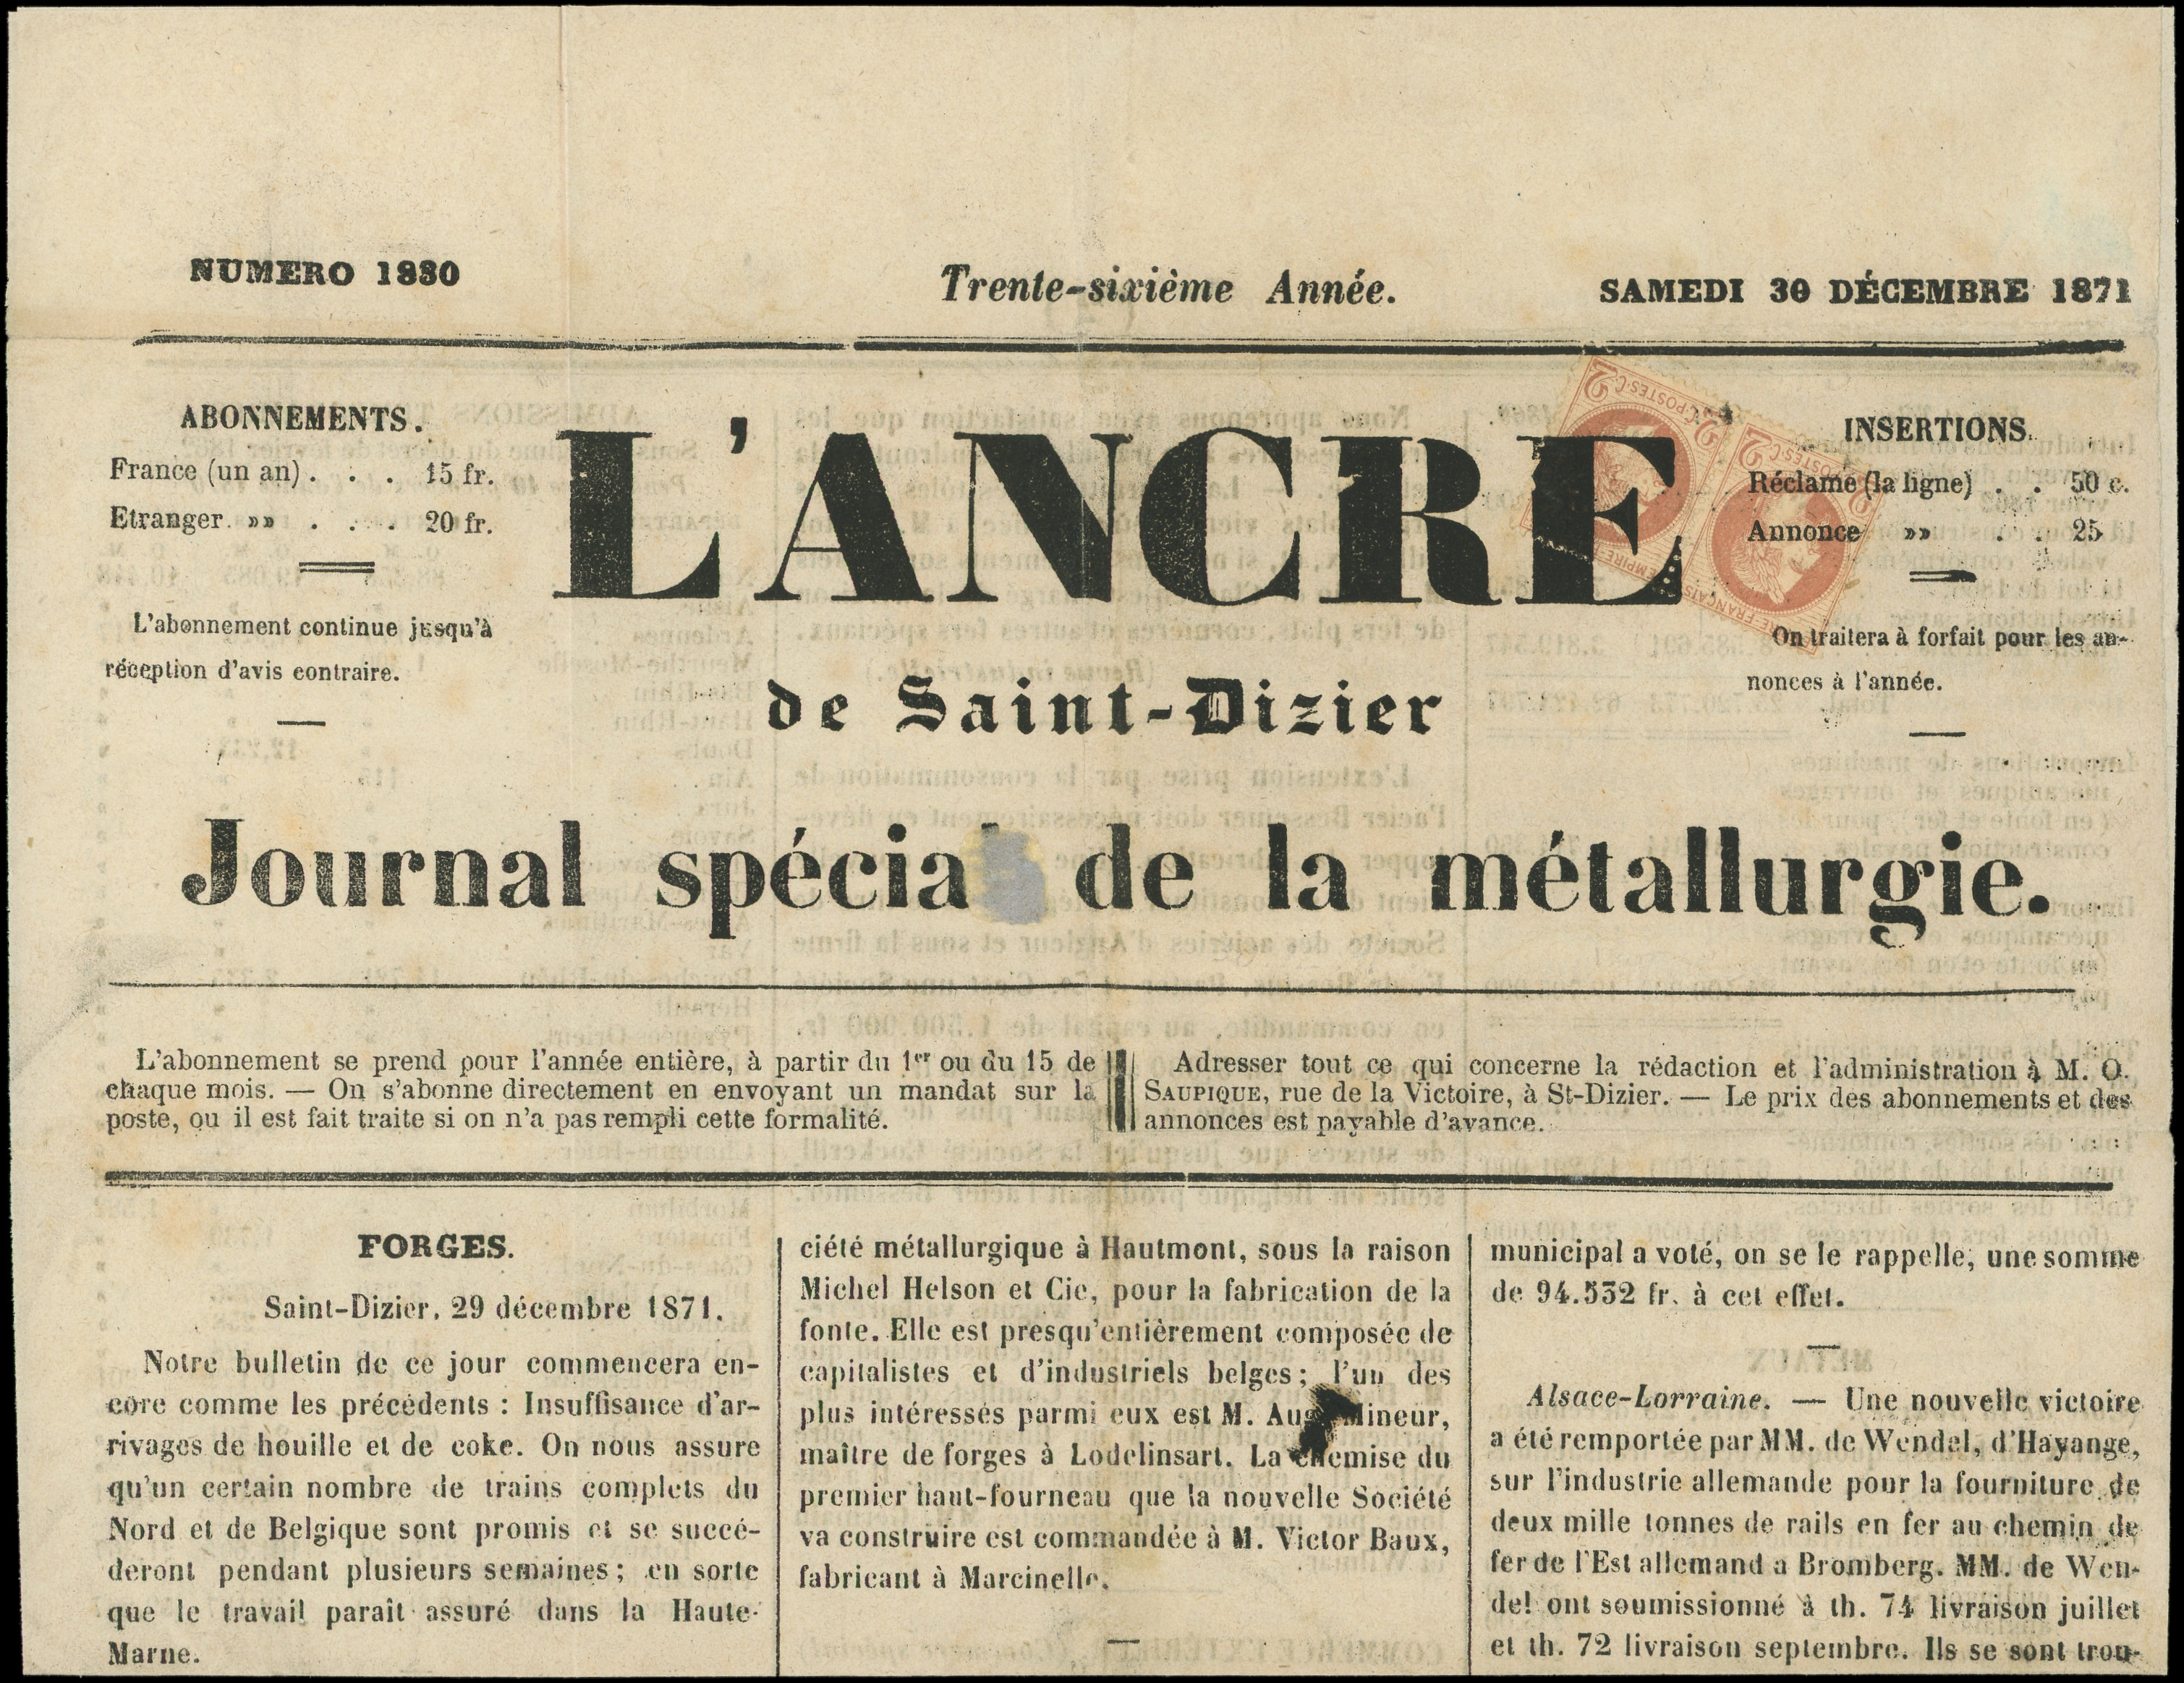 NUMERO 1880
Trente-sixième Année.
SAMEDI 30 DÉCEMBRE 1871
ABONNEMENTS.
France (un an) . . . 15 fr.
Etranger. »» . . . 20 fr.
L'abonnement continue jusqu'à
réception d'avis contraire.
L'ANCRE
de Saint-Dizier
INSERTIONS.
Réclame (la ligne) . . 50 c.
Annonce »» . . 25
On traitera à forfait pour les an-
nonces à l'année.
2 C. POSTES C. 2
EMPIRE FRANÇAIS
2 C. POSTES C. 2
EMPIRE FRANÇAIS
Journal spécia de la métallurgie.
L'abonnement se prend pour l'année entière, à partir du 1er ou du 15 de
chaque mois. — On s'abonne directement en envoyant un mandat sur la
poste, ou il est fait traite si on n'a pas rempli cette formalité.
Adresser tout ce qui concerne la rédaction et l'administration à M. O.
SAUPIQUE, rue de la Victoire, à St-Dizier. — Le prix des abonnements et des
annonces est payable d'avance.
FORGES.
Saint-Dizier, 29 décembre 1871.
Notre bulletin de ce jour commencera en-
core comme les précédents : Insuffisance d'ar-
rivages de houille et de coke. On nous assure
qu'un certain nombre de trains complets du
Nord et de Belgique sont promis et se succé-
deront pendant plusieurs semaines ; en sorte
que le travail paraît assuré dans la Haute-
Marne.
ciété métallurgique à Hautmont, sous la raison
Michel Helson et Cie, pour la fabrication de la
fonte. Elle est presqu'entièrement composée de
capitalistes et d'industriels belges ; l'un des
plus intéressés parmi eux est M. Aug. Mineur,
maître de forges à Lodelinsart. La chemise du
premier haut-fourneau que la nouvelle Société
va construire est commandée à M. Victor Baux,
fabricant à Marcinelle.
municipal a voté, on se le rappelle, une somme
de 94.532 fr. à cet effet.
Alsace-Lorraine. — Une nouvelle victoire
a été remportée par MM. de Wendel, d'Hayange,
sur l'industrie allemande pour la fourniture de
deux mille tonnes de rails en fer au chemin de
fer de l'Est allemand a Bromberg. MM. de Wen-
del ont soumissionné à th. 74 livraison juillet
et th. 72 livraison septembre. Ils se sont trou-